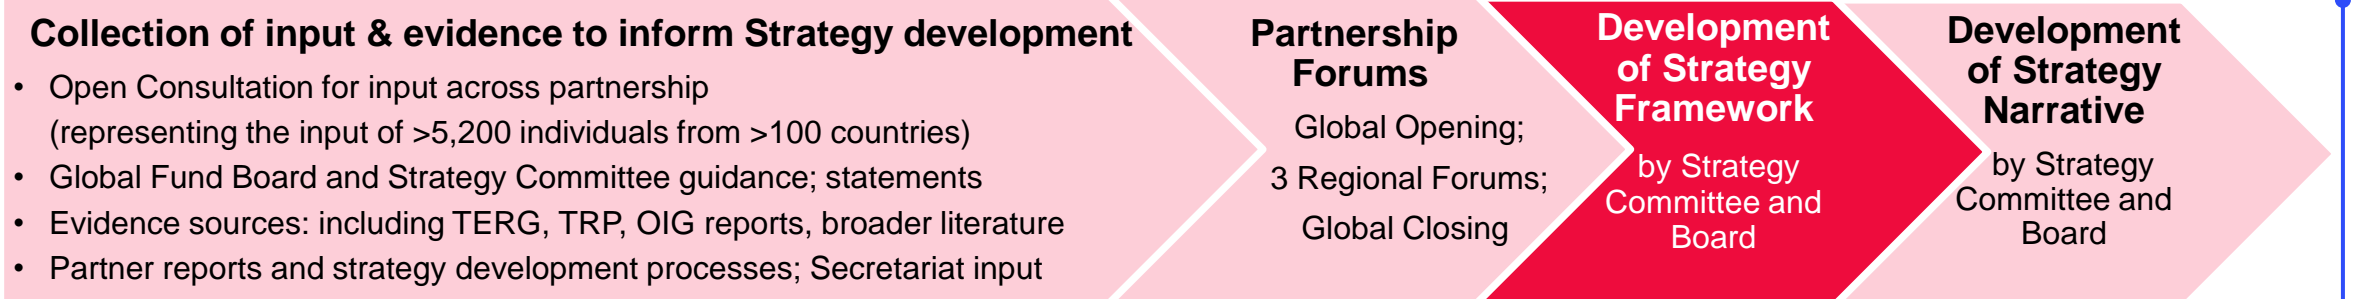 Collection of input & evidence to inform Strategy development
• Open Consultation for input across partnership
(representing the input of >5,200 individuals from >100 countries)
• Global Fund Board and Strategy Committee guidance; statements
• Evidence sources: including TERG, TRP, OIG reports, broader literature
• Partner reports and strategy development processes; Secretariat input
Partnership
Forums
Global Opening;
3 Regional Forums;
Global Closing
Development
of Strategy
Framework
by Strategy
Committee and
Board
Development
of Strategy
Narrative
by Strategy
Committee and
Board